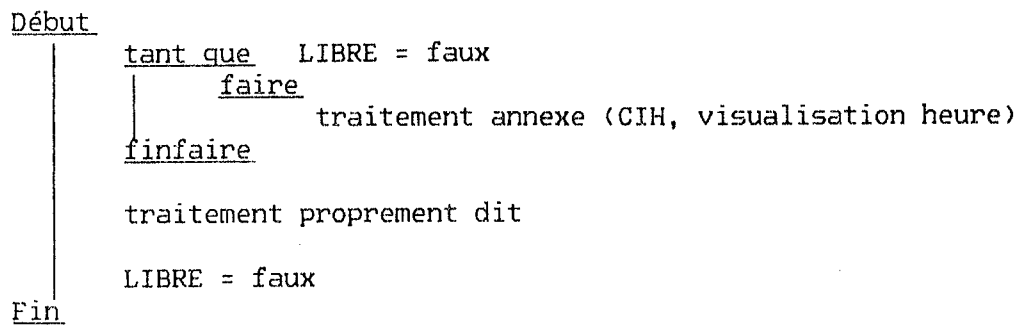 Début
tant que LIBRE = faux
faire
traitement annexe (CIH, visualisation heure)
finfaire
traitement proprement dit
LIBRE = faux
Fin